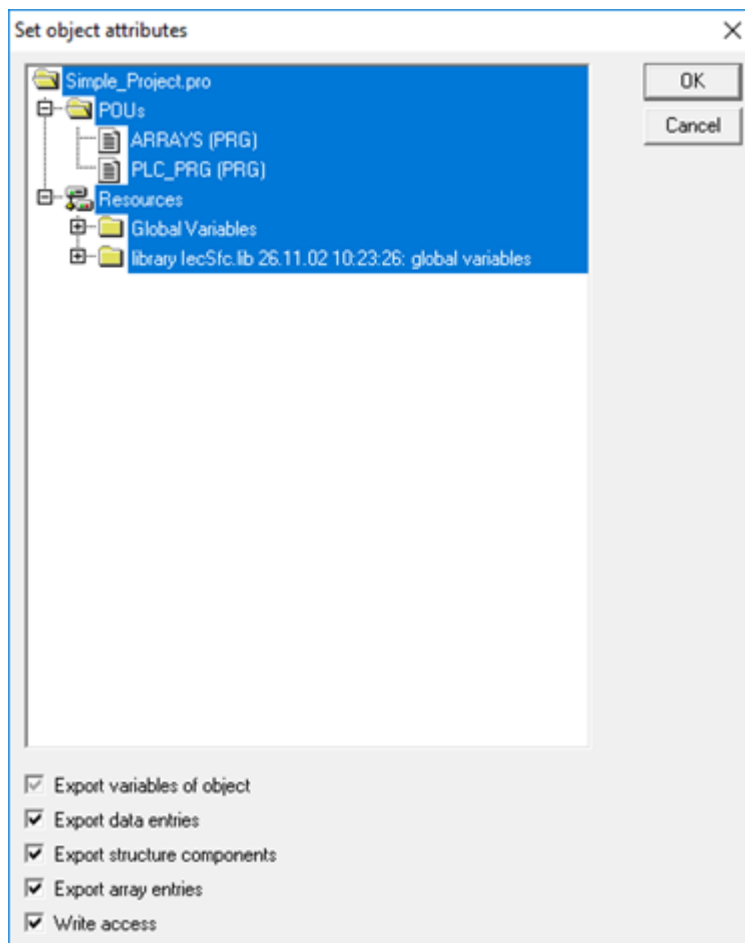 Set object attributes
Simple_Project.pro
POUs
ARRAYS (PRG)
PLC_PRG (PRG)
Resources
Global Variables
library IecSfc.lib 26.11.02 10:23:26: global variables
OK
Cancel
Export variables of object
Export data entries
Export structure components
Export array entries
Write access